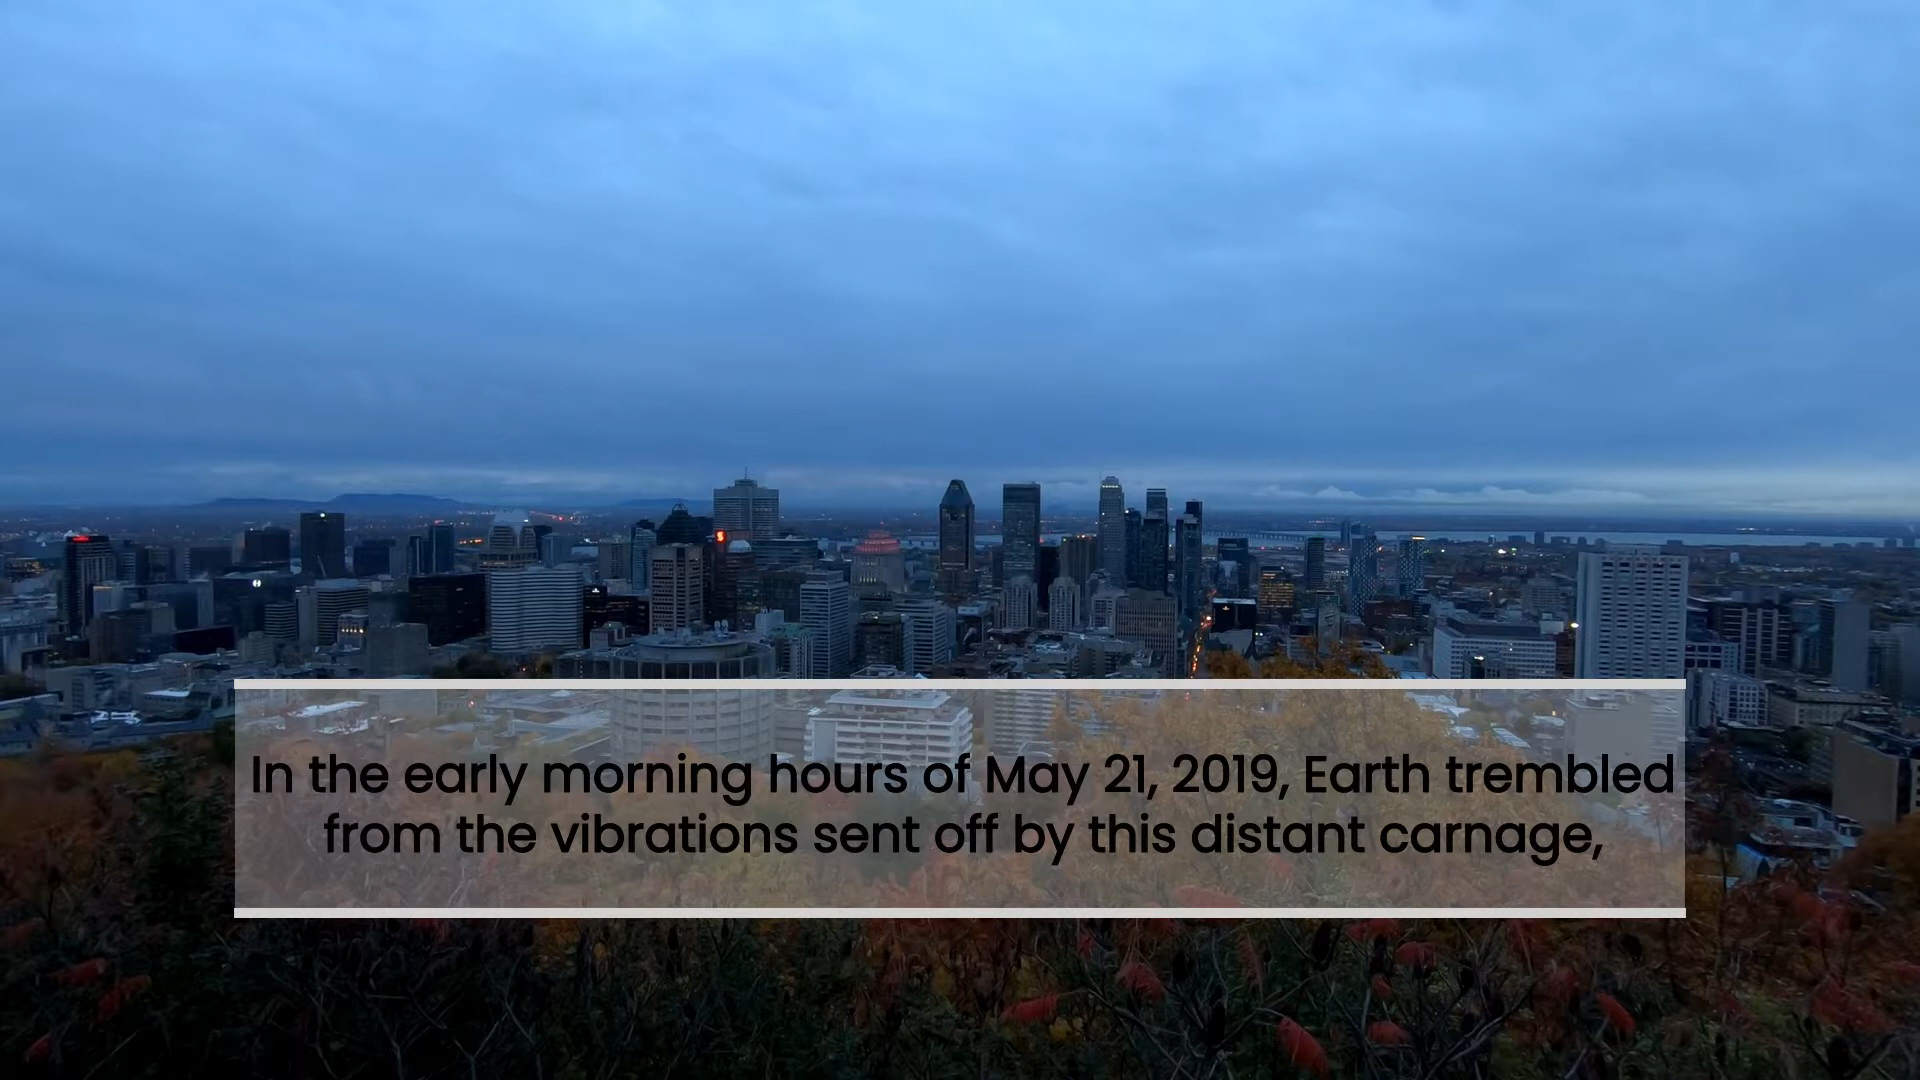 In the early morning hours of May 21, 2019, Earth trembled
from the vibrations sent off by this distant carnage,